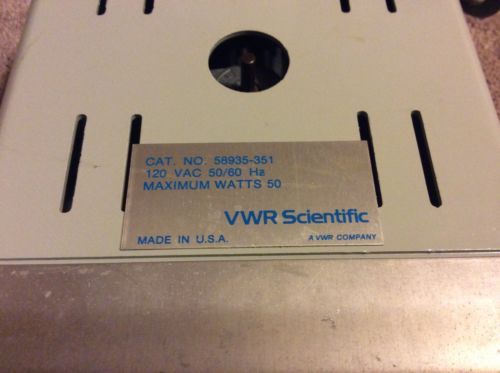 CAT. NO: 58935-351
120 VAC 50/60 Hz
MAXIMUM WATTS 50
VWR Scientific
MADE IN U.S.A.
A VWR COMPANY